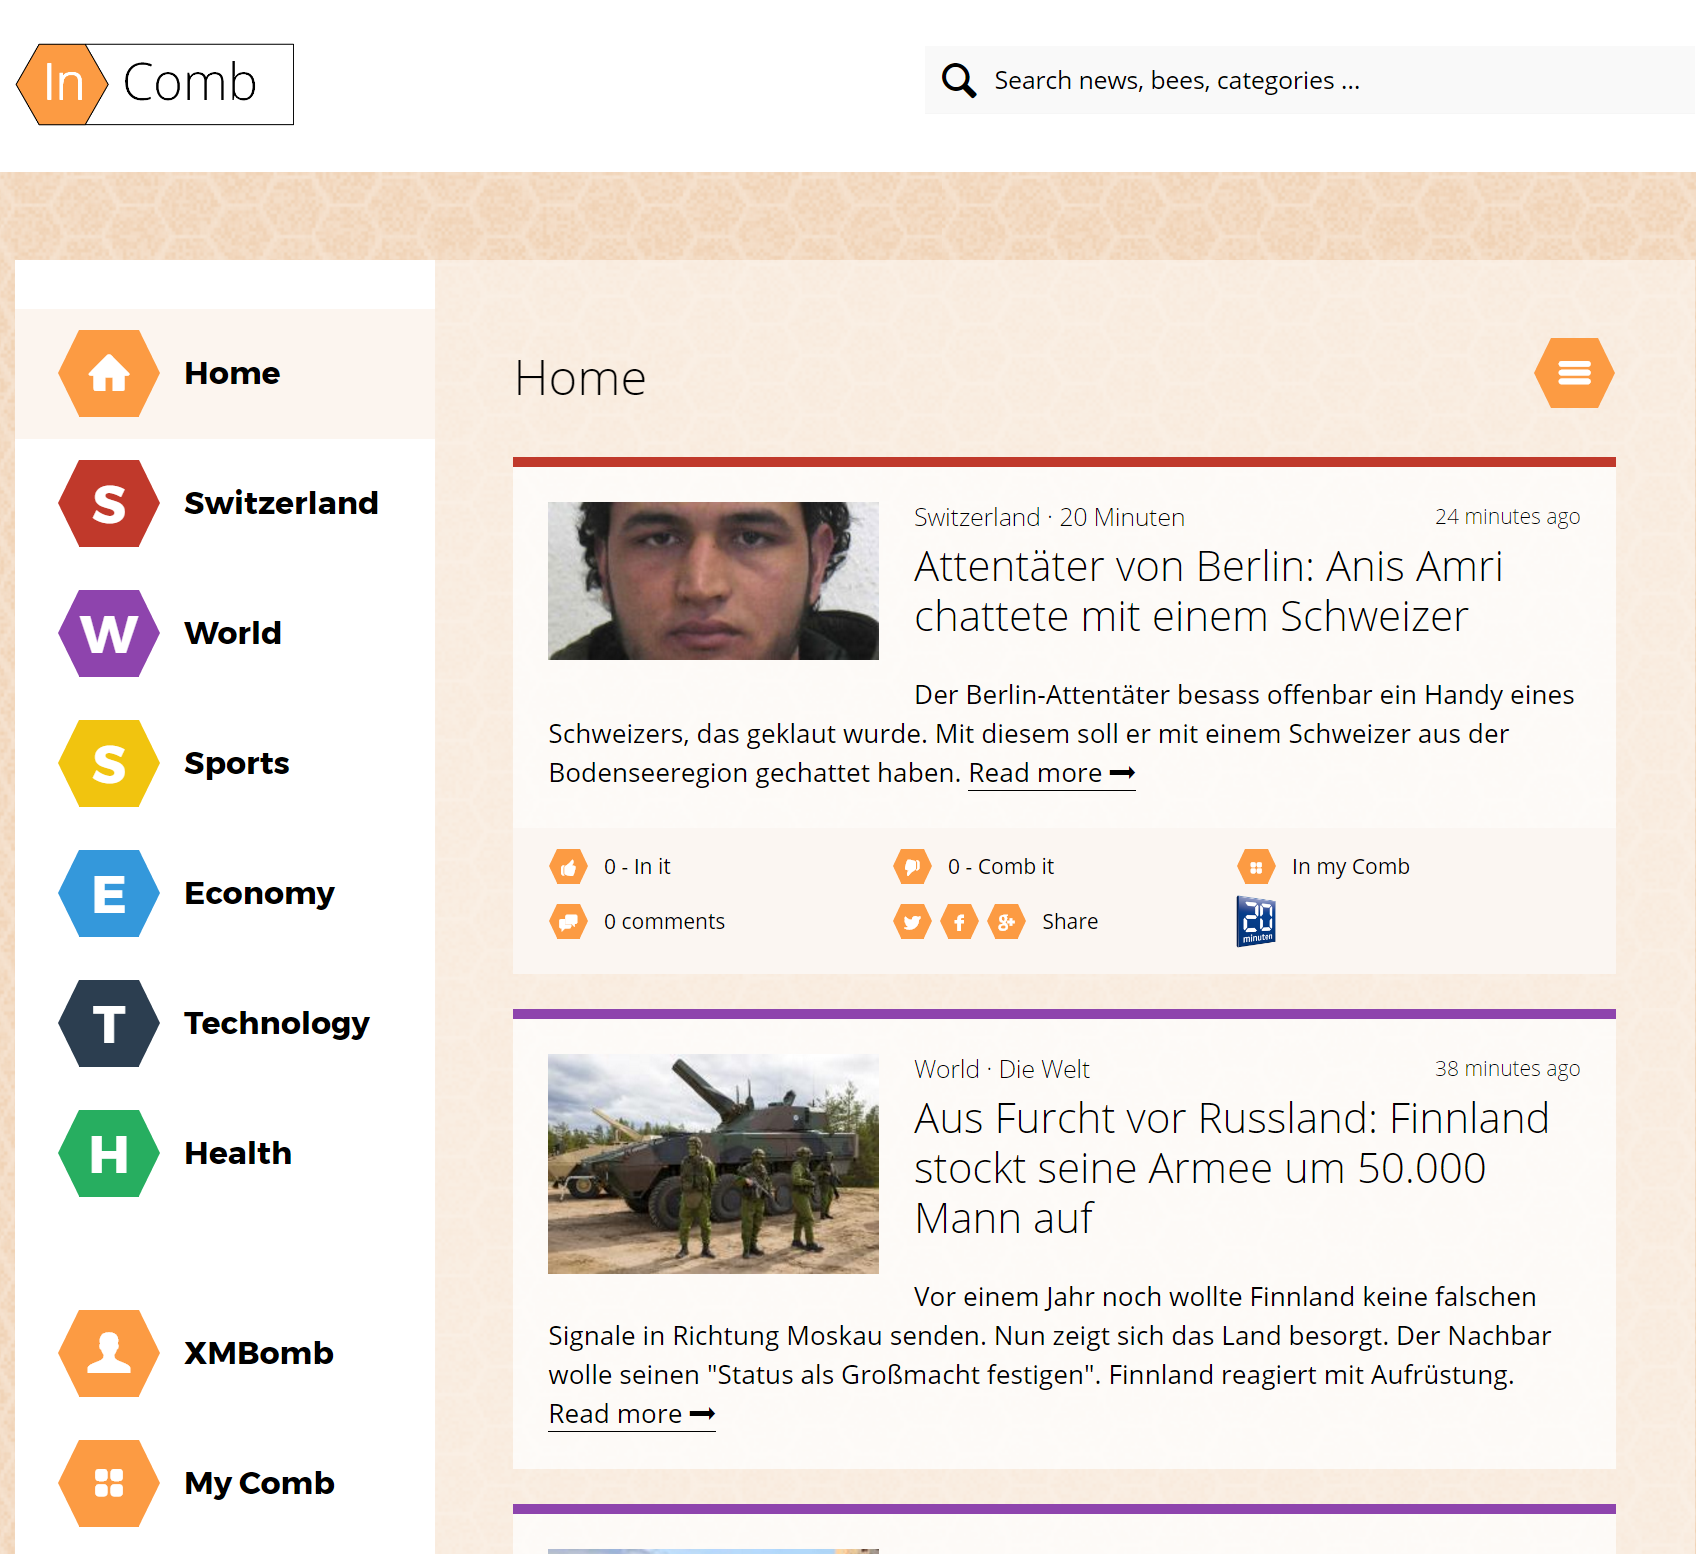 In Comb
Search news, bees, categories ...
Home
S Switzerland
W World
S Sports
E Economy
T Technology
H Health
XMBomb
My Comb
Home
Switzerland · 20 Minuten
24 minutes ago
Attentäter von Berlin: Anis Amri
chattete mit einem Schweizer
Der Berlin-Attentäter besass offenbar ein Handy eines
Schweizers, das geklaut wurde. Mit diesem soll er mit einem Schweizer aus der
Bodenseeregion gechattet haben. Read more
0 - In it
0 - Comb it
In my Comb
0 comments
f g+ Share
20
minuten
World · Die Welt
38 minutes ago
Aus Furcht vor Russland: Finnland
stockt seine Armee um 50.000
Mann auf
Vor einem Jahr noch wollte Finnland keine falschen
Signale in Richtung Moskau senden. Nun zeigt sich das Land besorgt. Der Nachbar
wolle seinen "Status als Großmacht festigen". Finnland reagiert mit Aufrüstung.
Read more